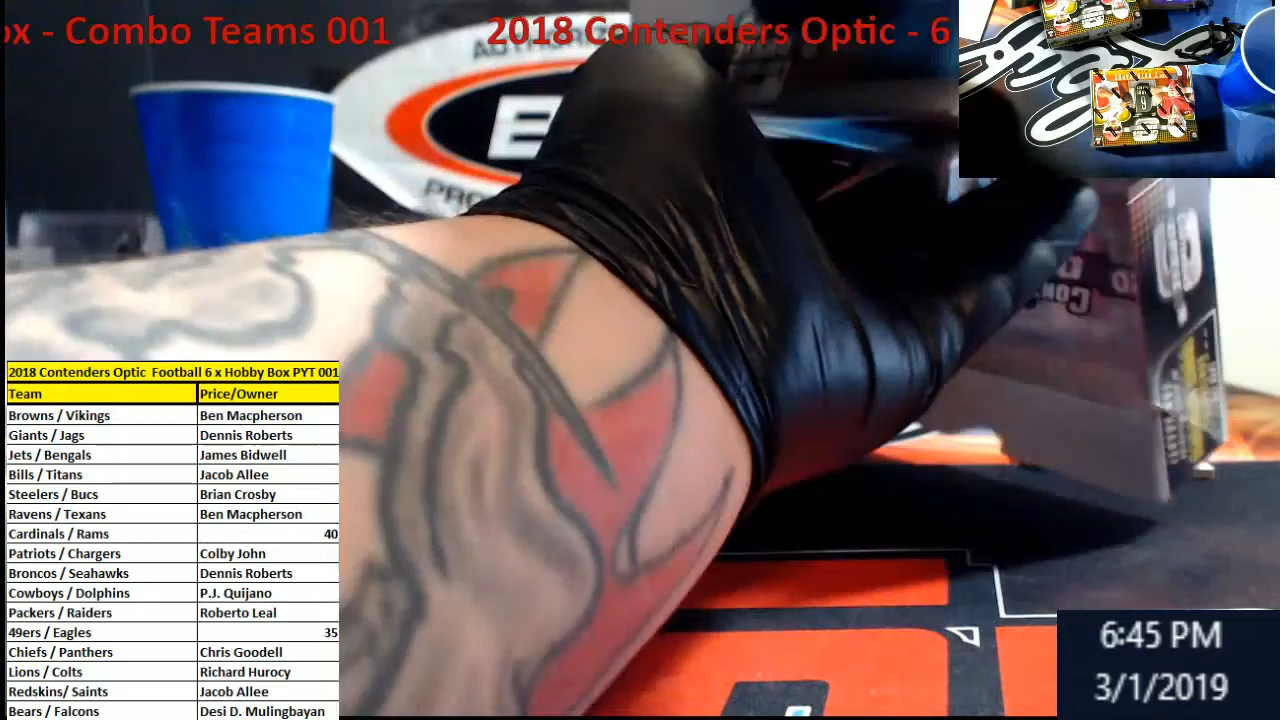 ox - Combo Teams 001 2018 Contenders Optic - 6
2018 Contenders Optic Football 6 x Hobby Box PYT 001
Team Price/Owner
Browns / Vikings Ben Macpherson
Giants / Jags Dennis Roberts
Jets / Bengals James Bidwell
Bills / Titans Jacob Allee
Steelers / Bucs Brian Crosby
Ravens / Texans Ben Macpherson
Cardinals / Rams 40
Patriots / Chargers Colby John
Broncos / Seahawks Dennis Roberts
Cowboys / Dolphins P.J. Quijano
Packers / Raiders Roberto Leal
49ers / Eagles 35
Chiefs / Panthers Chris Goodell
Lions / Colts Richard Hurocy
Redskins/ Saints Jacob Allee
Bears / Falcons Desi D. Mulingbayan
6:45 PM
3/1/2019